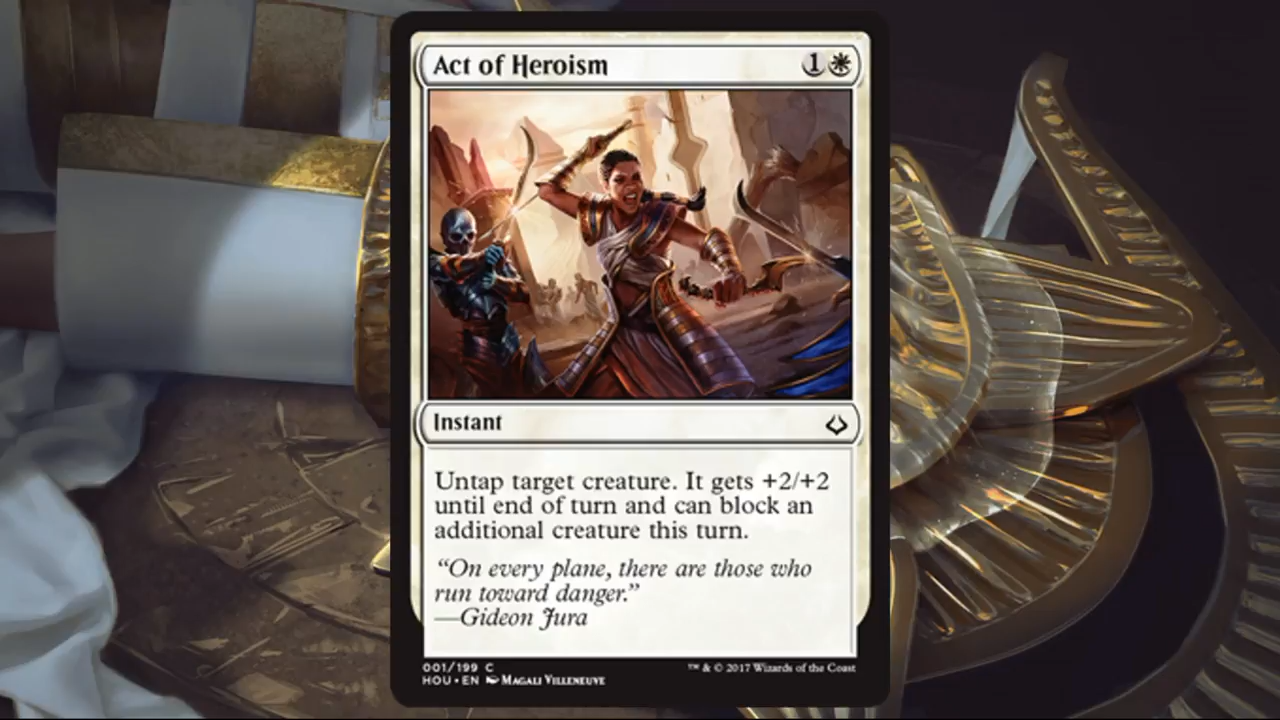 Act of Heroism 1
Instant
Untap target creature. It gets +2/+2
until end of turn and can block an
additional creature this turn.
“On every plane, there are those who
run toward danger.”
—Gideon Jura
001/199 C
™ & © 2017 Wizards of the Coast
HOU • EN Magali Villeneuve